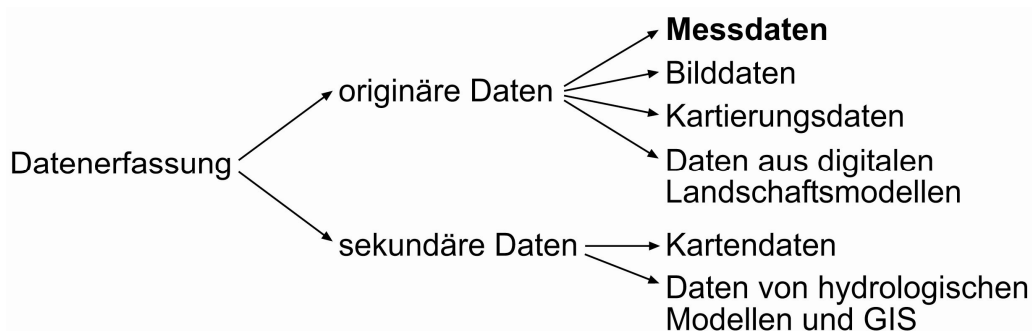 Datenerfassung
originäre Daten
Messdaten
Bilddaten
Kartierungsdaten
Daten aus digitalen
Landschaftsmodellen
sekundäre Daten
Kartendaten
Daten von hydrologischen
Modellen und GIS